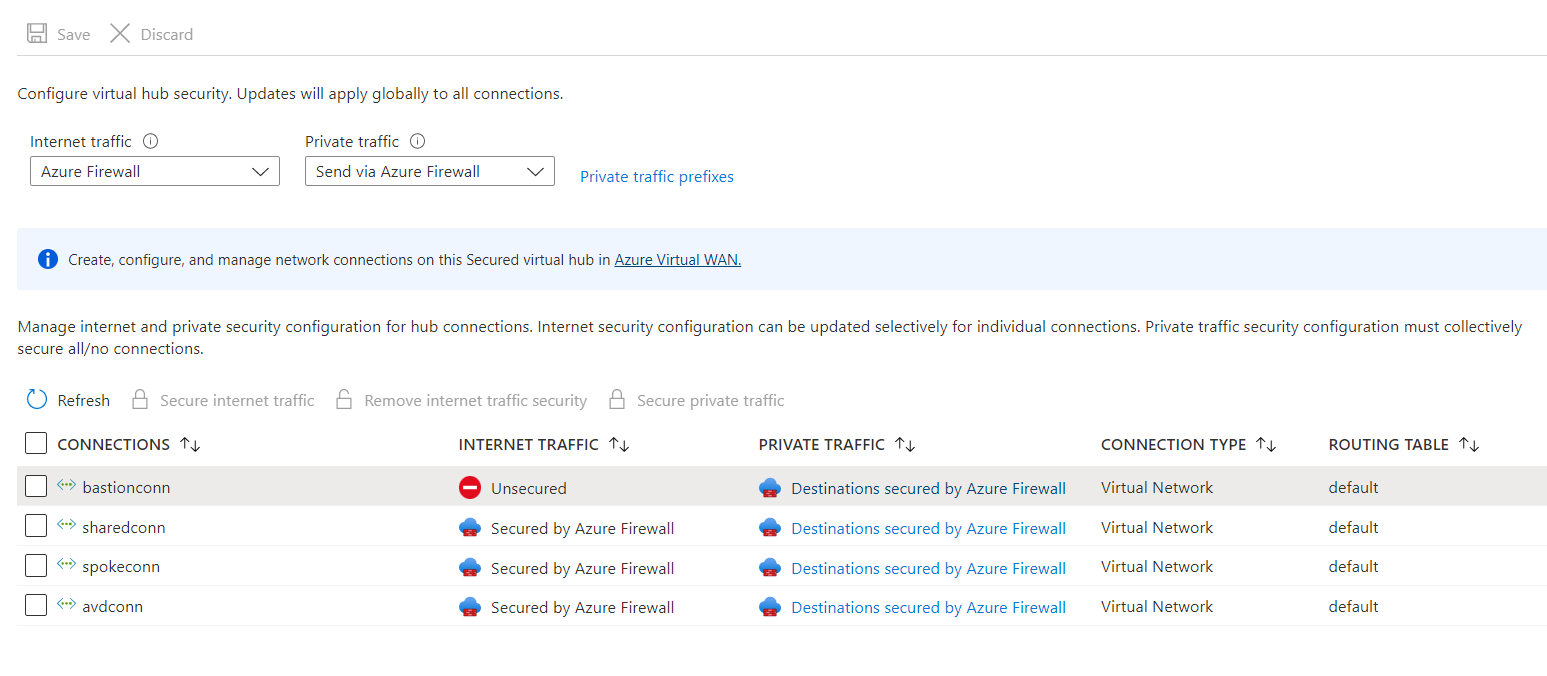 Save Discard
Configure virtual hub security. Updates will apply globally to all connections.
Internet traffic Private traffic
Azure Firewall Send via Azure Firewall Private traffic prefixes
Create, configure, and manage network connections on this Secured virtual hub in Azure Virtual WAN.
Manage internet and private security configuration for hub connections. Internet security configuration can be updated selectively for individual connections. Private traffic security configuration must collectively
secure all/no connections.
Refresh Secure internet traffic Remove internet traffic security Secure private traffic
CONNECTIONS INTERNET TRAFFIC PRIVATE TRAFFIC CONNECTION TYPE ROUTING TABLE
bastionconn Unsecured Destinations secured by Azure Firewall Virtual Network default
sharedconn Secured by Azure Firewall Destinations secured by Azure Firewall Virtual Network default
spokeconn Secured by Azure Firewall Destinations secured by Azure Firewall Virtual Network default
avdconn Secured by Azure Firewall Destinations secured by Azure Firewall Virtual Network default